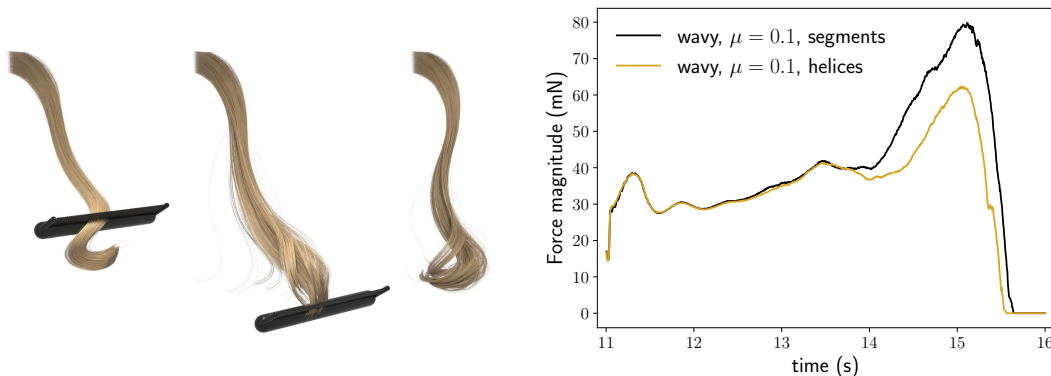 wavy, μ = 0.1, segments
wavy, μ = 0.1, helices
Force magnitude (mN)
80
70
60
50
40
30
20
10
0
11 12 13 14 15 16
time (s)